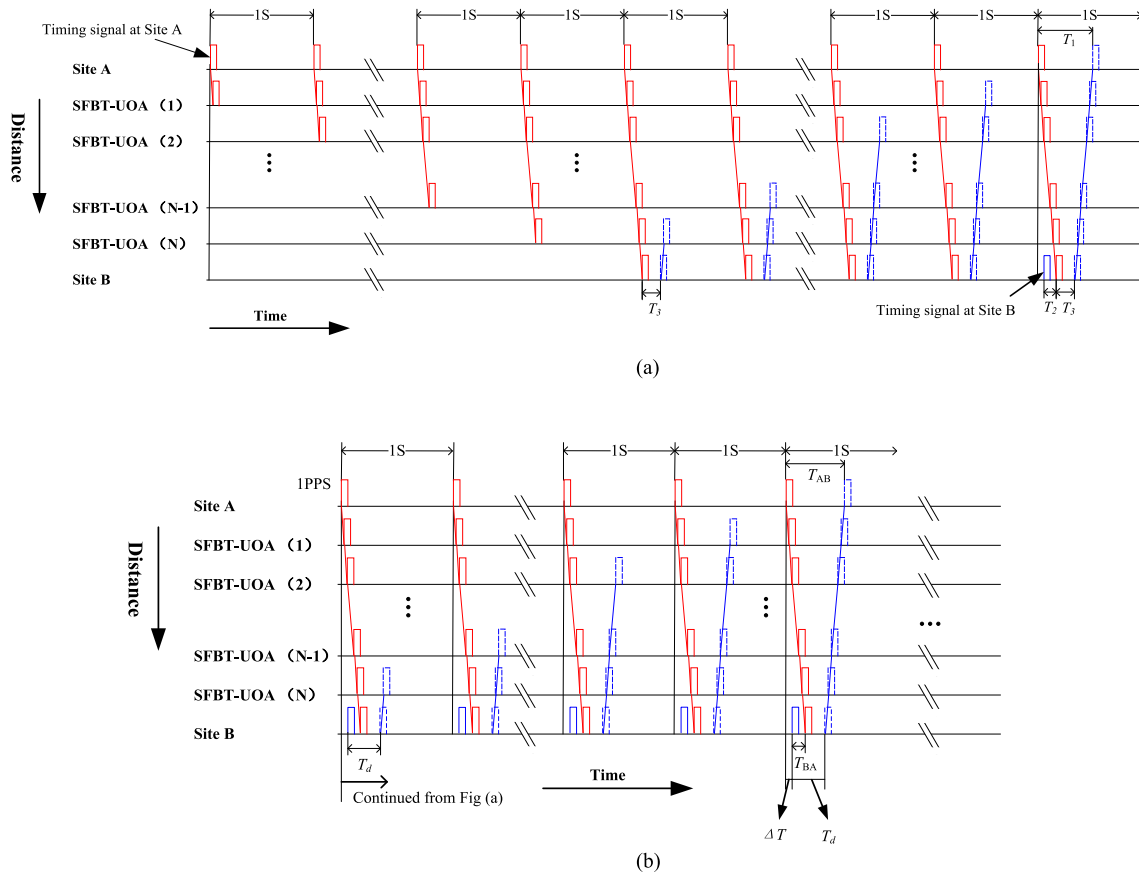 1S 1S 1S 1S 1S 1S 1S
Timing signal at Site A
T1
Site A
SFBT-UOA （1）
SFBT-UOA （2）
SFBT-UOA （N-1）
SFBT-UOA （N）
Site B
Distance
T3
Timing signal at Site B
T2 T3
Time
(a)
1S 1S 1S 1S
TAB
1PPS
Site A
SFBT-UOA （1）
SFBT-UOA （2）
SFBT-UOA （N-1）
SFBT-UOA （N）
Site B
Distance
Td
TBA
Time
Continued from Fig (a)
ΔT Td
(b)